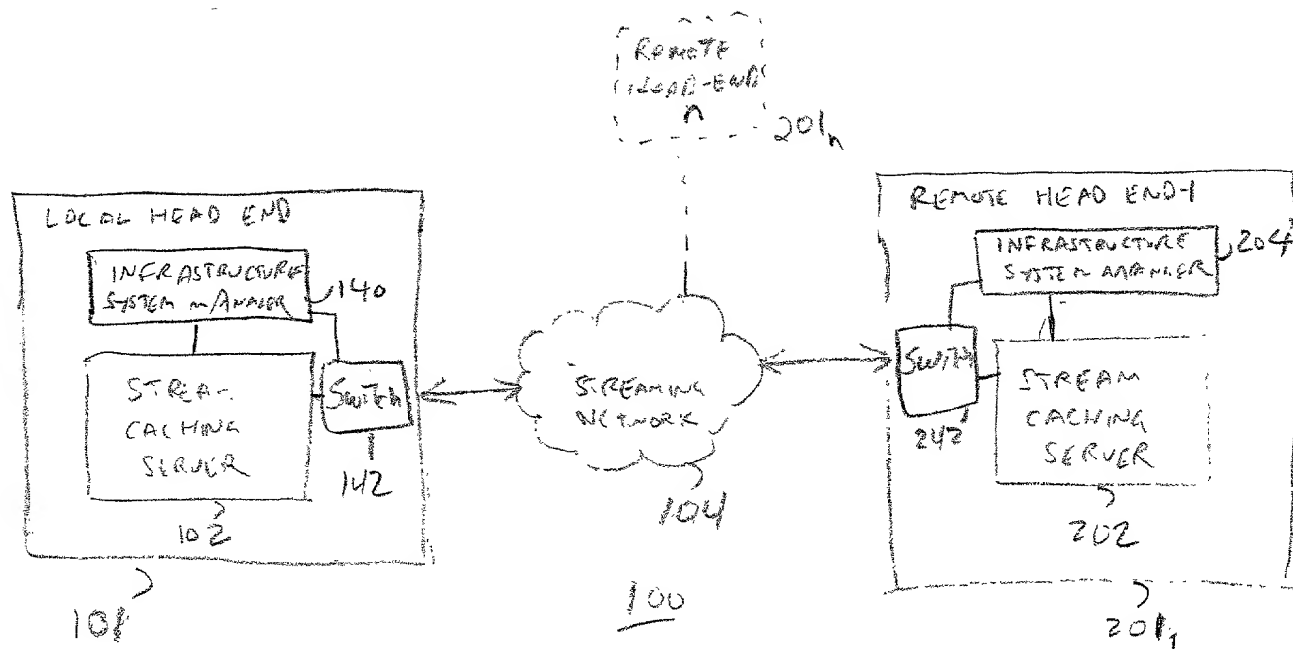 REMOTE
HEAD-END
n
201n
LOCAL HEAD END
INFRASTRUCTURE
SYSTEM MANAGER
140
STREAM
CACHING
SERVER
SWITCH
142
102
101
STREAMING
NETWORK
104
100
REMOTE HEAD END-1
INFRASTUCTURE
SYSTEM MANAGER
204
SWITCH
242
STREAM
CACHING
SERVER
202
201₁